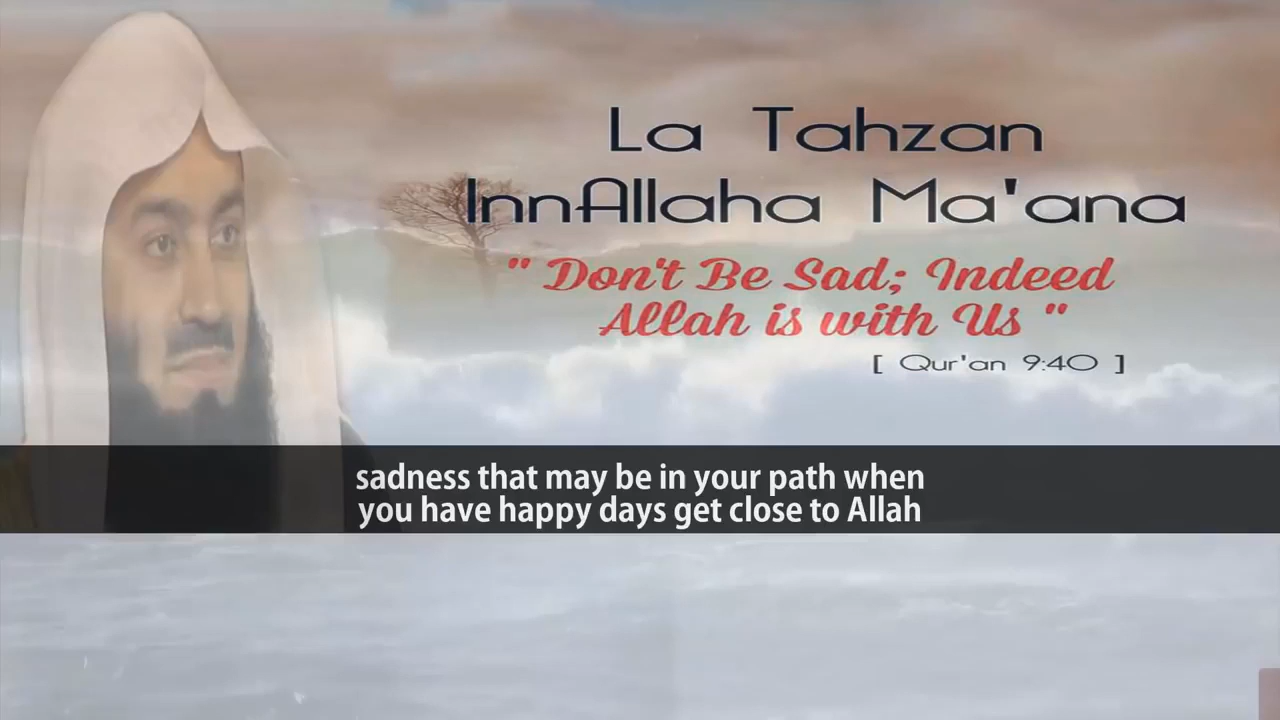 La Tahzan
InnAllaha Ma'ana
" Don't Be Sad; Indeed
Allah is with Us "
[ Qur'an 9:40 ]
sadness that may be in your path when
you have happy days get close to Allah